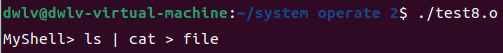 dwlv@dwlv-virtual-machine:~/system operate 2$ ./test8.o
MyShell> ls | cat > file